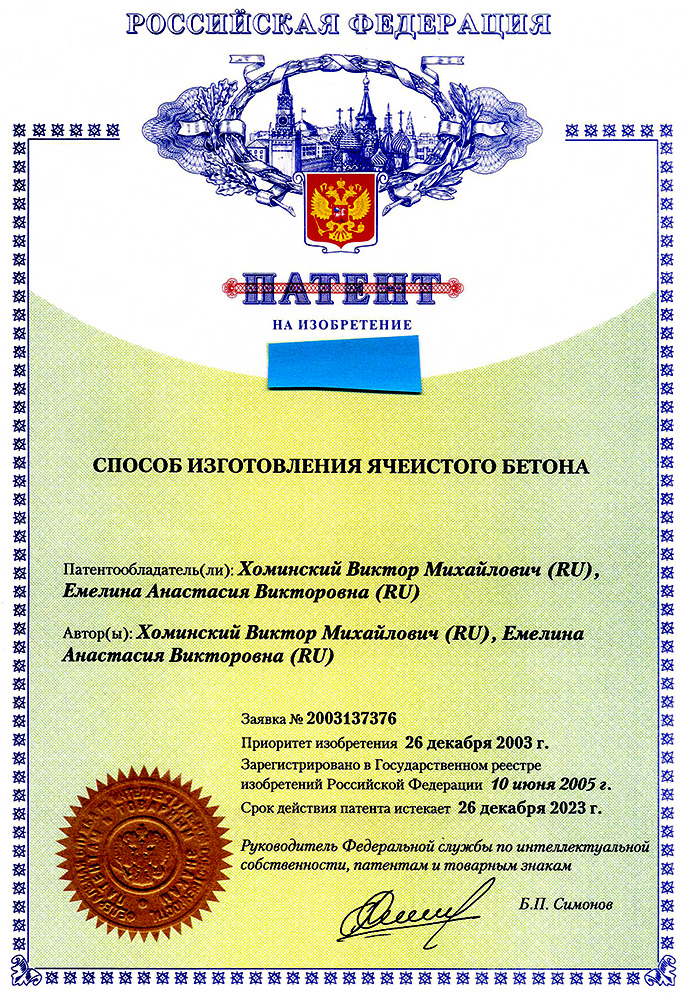 РОССИЙСКАЯ ФЕДЕРАЦИЯ
ПАТЕНТ
НА ИЗОБРЕТЕНИЕ
СПОСОБ ИЗГОТОВЛЕНИЯ ЯЧЕИСТОГО БЕТОНА
Патентообладатель(ли): Хоминский Виктор Михайлович (RU),
Емелина Анастасия Викторовна (RU)
Автор(ы): Хоминский Виктор Михайлович (RU), Емелина
Анастасия Викторовна (RU)
Заявка № 2003137376
Приоритет изобретения 26 декабря 2003 г.
Зарегистрировано в Государственном реестре
изобретений Российской Федерации 10 июня 2005 г.
Срок действия патента истекает 26 декабря 2023 г.
Руководитель Федеральной службы по интеллектуальной
собственности, патентам и товарным знакам
Б.П. Симонов